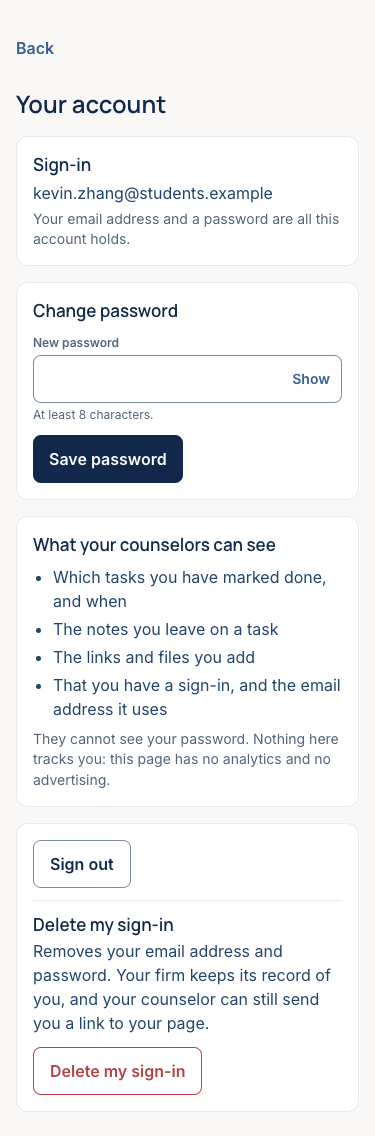 Back
Your account
Sign-in
kevin.zhang@students.example
Your email address and a password are all this
account holds.
Change password
New password
Show
At least 8 characters.
Save password
What your counselors can see
• Which tasks you have marked done,
and when
• The notes you leave on a task
• The links and files you add
• That you have a sign-in, and the email
address it uses
They cannot see your password. Nothing here
tracks you: this page has no analytics and no
advertising.
Sign out
Delete my sign-in
Removes your email address and
password. Your firm keeps its record of
you, and your counselor can still send
you a link to your page.
Delete my sign-in